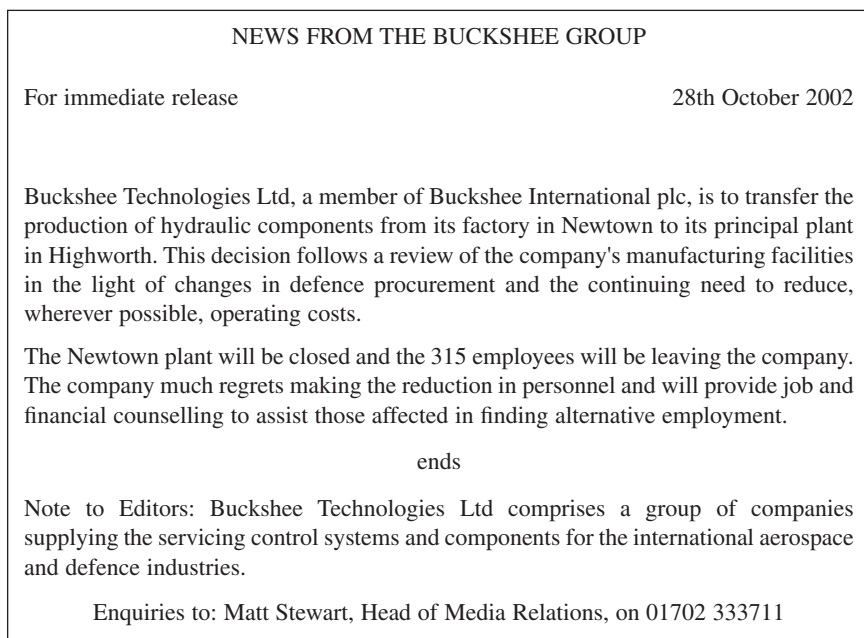 NEWS FROM THE BUCKSHEE GROUP
For immediate release 28th October 2002
Buckshee Technologies Ltd, a member of Buckshee International plc, is to transfer the
production of hydraulic components from its factory in Newtown to its principal plant
in Highworth. This decision follows a review of the company's manufacturing facilities
in the light of changes in defence procurement and the continuing need to reduce,
wherever possible, operating costs.
The Newtown plant will be closed and the 315 employees will be leaving the company.
The company much regrets making the reduction in personnel and will provide job and
financial counselling to assist those affected in finding alternative employment.
ends
Note to Editors: Buckshee Technologies Ltd comprises a group of companies
supplying the servicing control systems and components for the international aerospace
and defence industries.
Enquiries to: Matt Stewart, Head of Media Relations, on 01702 333711